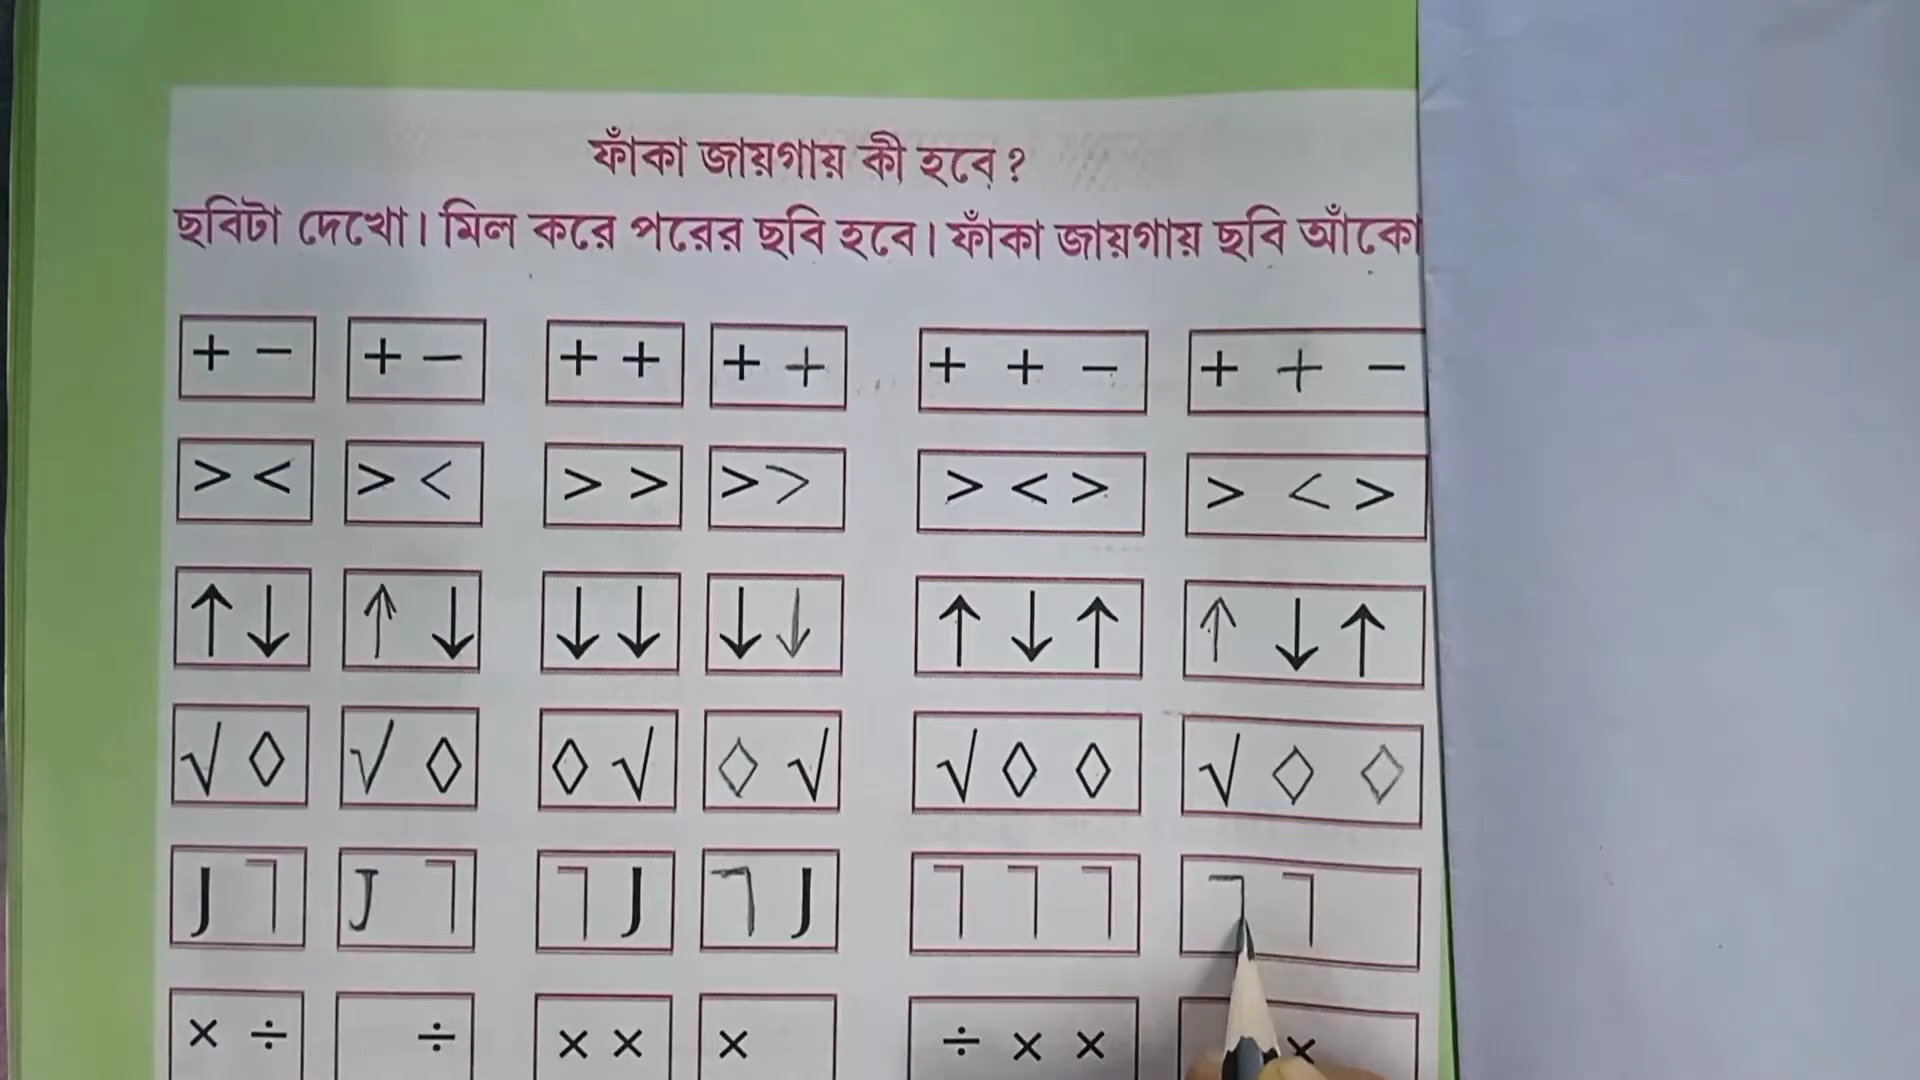 ফাঁকা জায়গায় কী হবে?
ছবিটা দেখো। মিল করে পরের ছবি হবে। ফাঁকা জায়গায় ছবি আঁকো
+ − + − + + + + + + − + + −
> < > < > > > > > < > > < >
↑ ↓ ↑ ↓ ↓ ↓ ↓ ↓ ↑ ↓ ↑ ↑ ↓ ↑
√ ◊ √ ◊ ◊ √ ◊ √ √ ◊ ◊ √ ◊ ◊
J ⅂ J ⅂ ⅂ J ⅂ J ⅂ ⅂ ⅂ ⅂ ⅂
× ÷ ÷ × × × ÷ × × ×